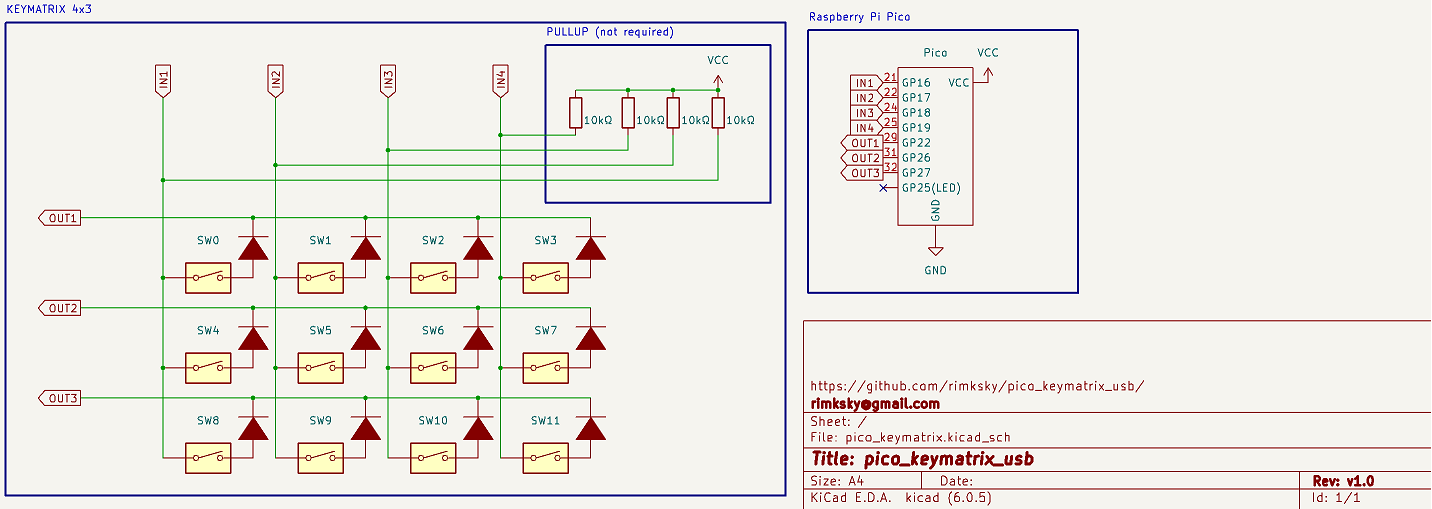 KEYMATRIX 4x3
PULLUP (not required)
VCC
IN1
IN2
IN3
IN4
10kΩ
10kΩ
10kΩ
10kΩ
OUT1
SW0
SW1
SW2
SW3
OUT2
SW4
SW5
SW6
SW7
OUT3
SW8
SW9
SW10
SW11
Raspberry Pi Pico
Pico
VCC
IN1 21 GP16 VCC
IN2 22 GP17
IN3 24 GP18
IN4 25 GP19
OUT1 29 GP22
OUT2 31 GP26
OUT3 32 GP27
GP25(LED)
GND
GND
https://github.com/rimksky/pico_keymatrix_usb/
rimksky@gmail.com
Sheet: /
File: pico_keymatrix.kicad_sch
Title: pico_keymatrix_usb
Size: A4 Date: Rev: v1.0
KiCad E.D.A. kicad (6.0.5) Id: 1/1